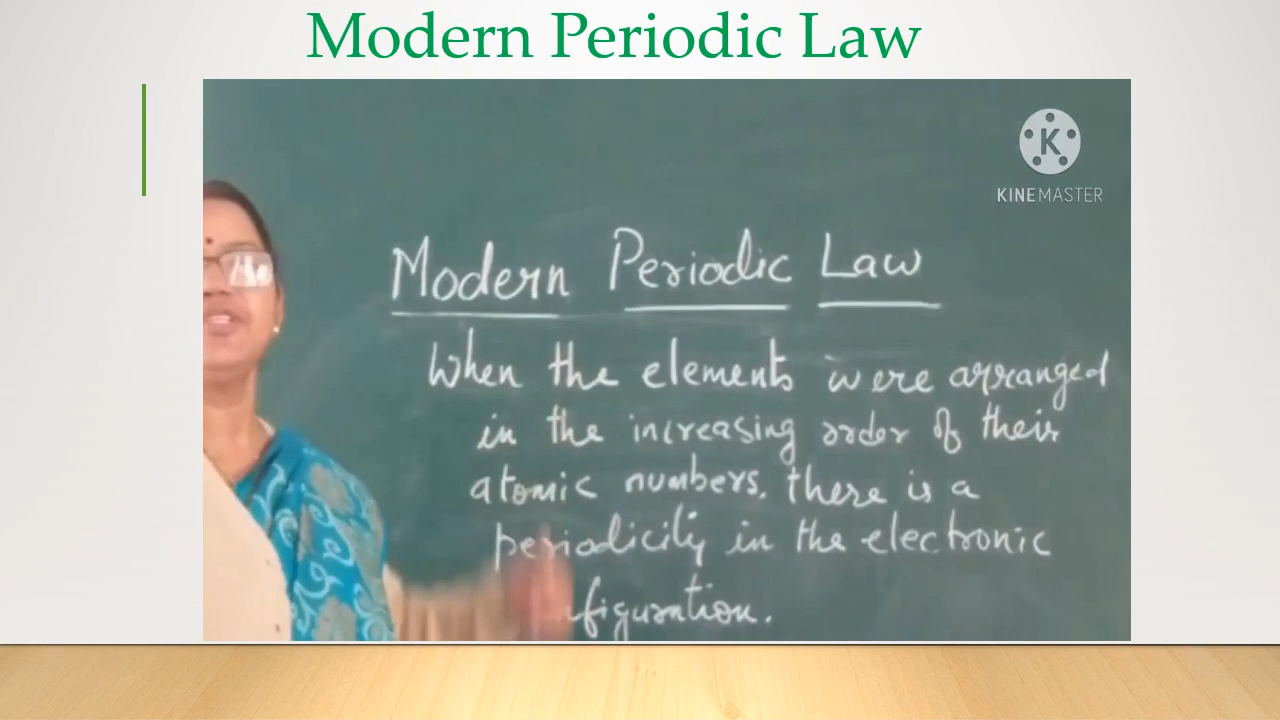 Modern Periodic Law
K
KINEMASTER
Modern Periodic Law
When the elements were arranged
in the increasing order of their
atomic numbers, there is a
periodicity in the electronic
figuration.